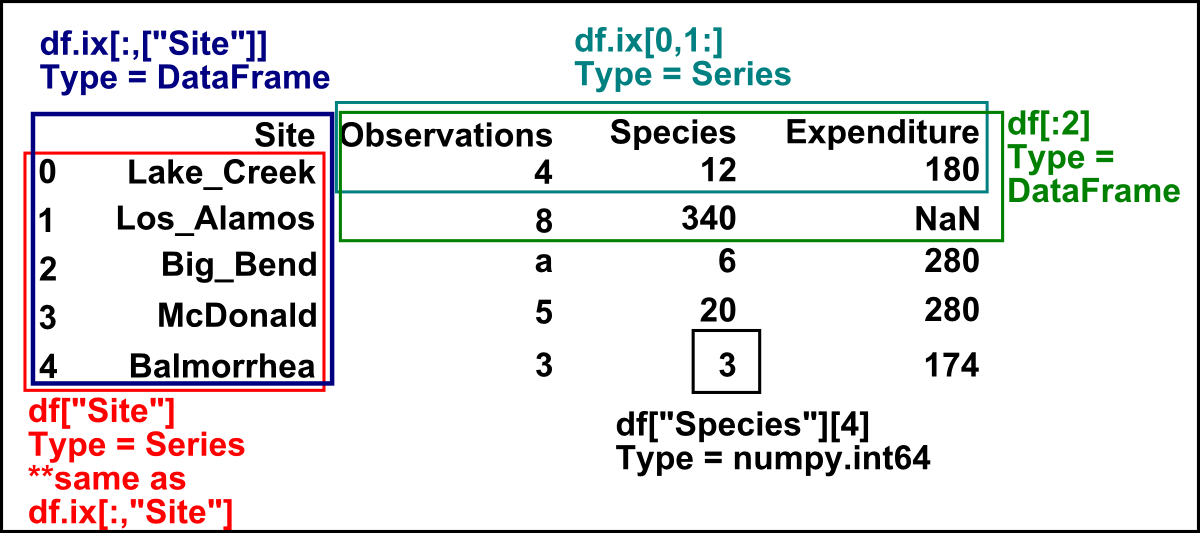 df.ix[:,["Site"]]
Type = DataFrame
df.ix[0,1:]
Type = Series
df[:2]
Type =
DataFrame
Site Observations Species Expenditure
0 Lake_Creek 4 12 180
1 Los_Alamos 8 340 NaN
2 Big_Bend a 6 280
3 McDonald 5 20 280
4 Balmorrhea 3 3 174
df["Site"]
Type = Series
**same as
df.ix[:,"Site"]
df["Species"][4]
Type = numpy.int64